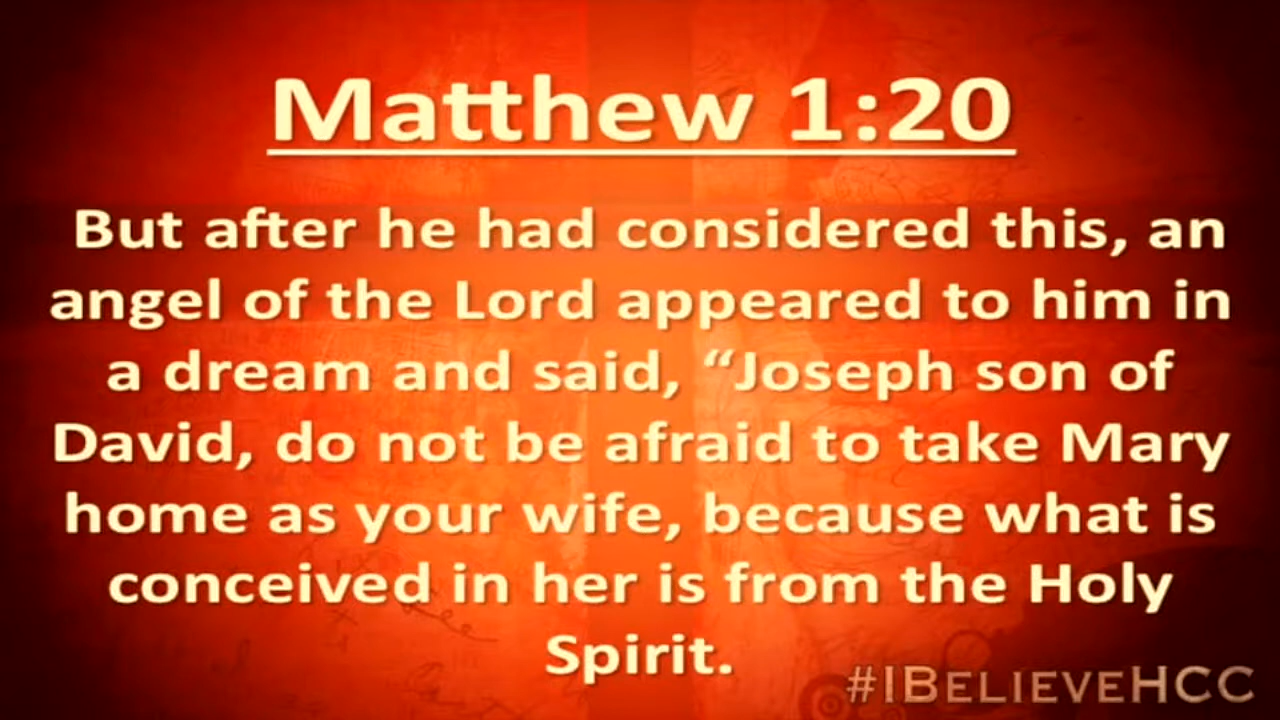 Matthew 1:20
But after he had considered this, an
angel of the Lord appeared to him in
a dream and said, “Joseph son of
David, do not be afraid to take Mary
home as your wife, because what is
conceived in her is from the Holy
Spirit.
#IBELIEVEHCC